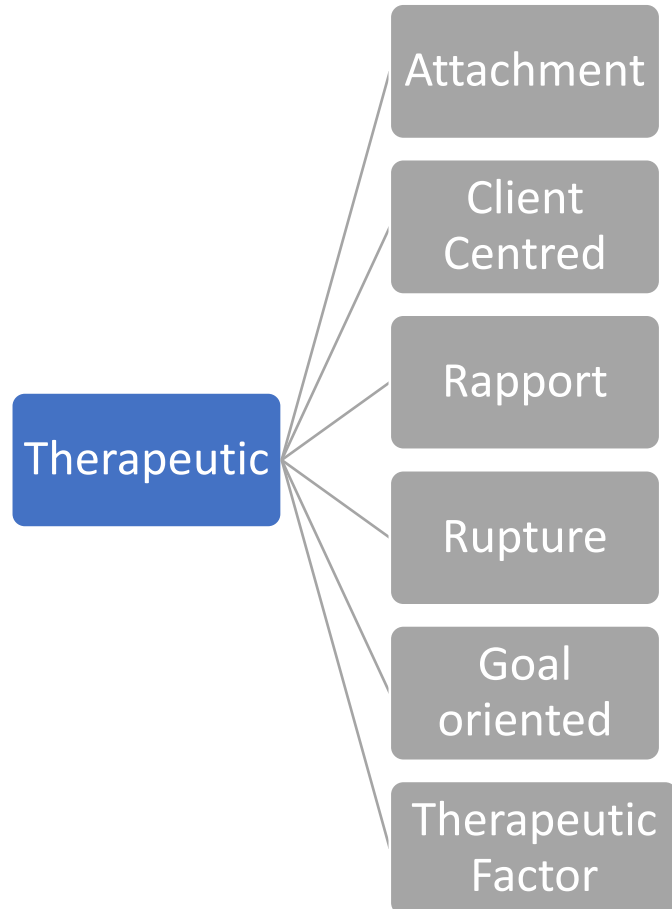 Attachment
Client
Centred
Rapport
Therapeutic
Rupture
Goal
oriented
Therapeutic
Factor